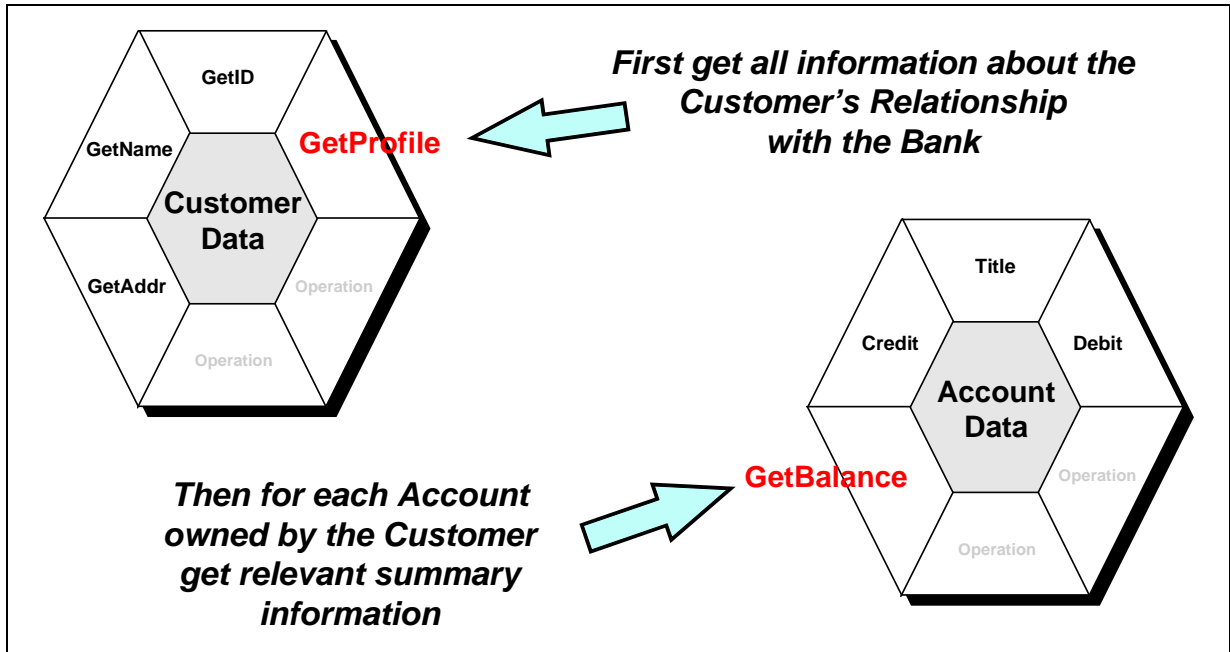 GetID
First get all information about the
Customer's Relationship
with the Bank
GetName
GetProfile
Customer
Data
GetAddr
Operation
Operation
Title
Credit
Debit
Account
Data
GetBalance
Operation
Operation
Then for each Account
owned by the Customer
get relevant summary
information